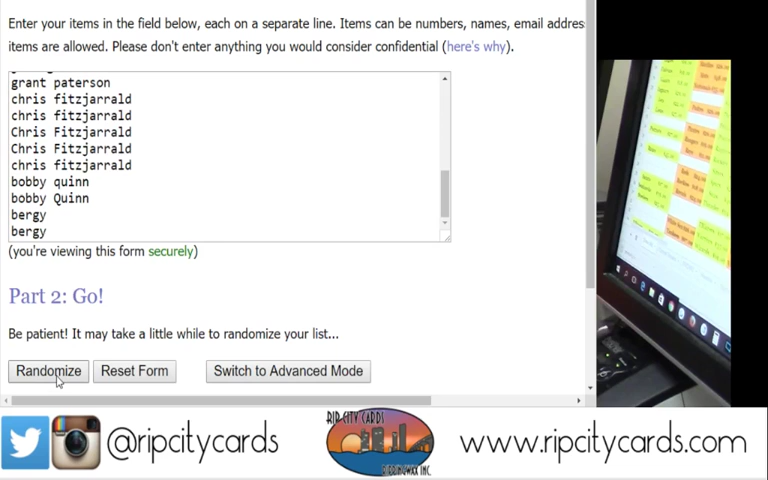 Enter your items in the field below, each on a separate line. Items can be numbers, names, email address
items are allowed. Please don't enter anything you would consider confidential (here's why).
grant paterson
chris fitzjarrald
chris fitzjarrald
Chris Fitzjarrald
Chris Fitzjarrald
chris fitzjarrald
bobby quinn
bobby Quinn
bergy
bergy
(you're viewing this form securely)
Part 2: Go!
Be patient! It may take a little while to randomize your list...
Randomize
Reset Form
Switch to Advanced Mode
@ripcitycards
RIP CITY CARDS
RIPPINGWAX INC.
www.ripcitycards.com